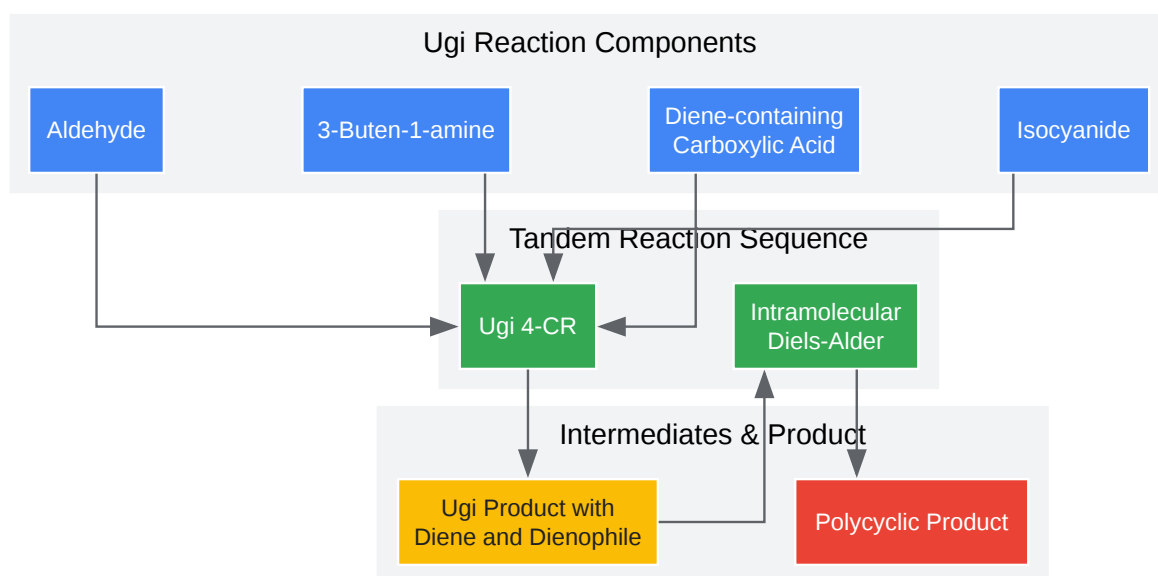 Ugi Reaction Components
Aldehyde
3-Buten-1-amine
Diene-containing
Carboxylic Acid
Isocyanide
Tandem Reaction Sequence
Ugi 4-CR
Intramolecular
Diels-Alder
Intermediates & Product
Ugi Product with
Diene and Dienophile
Polycyclic Product